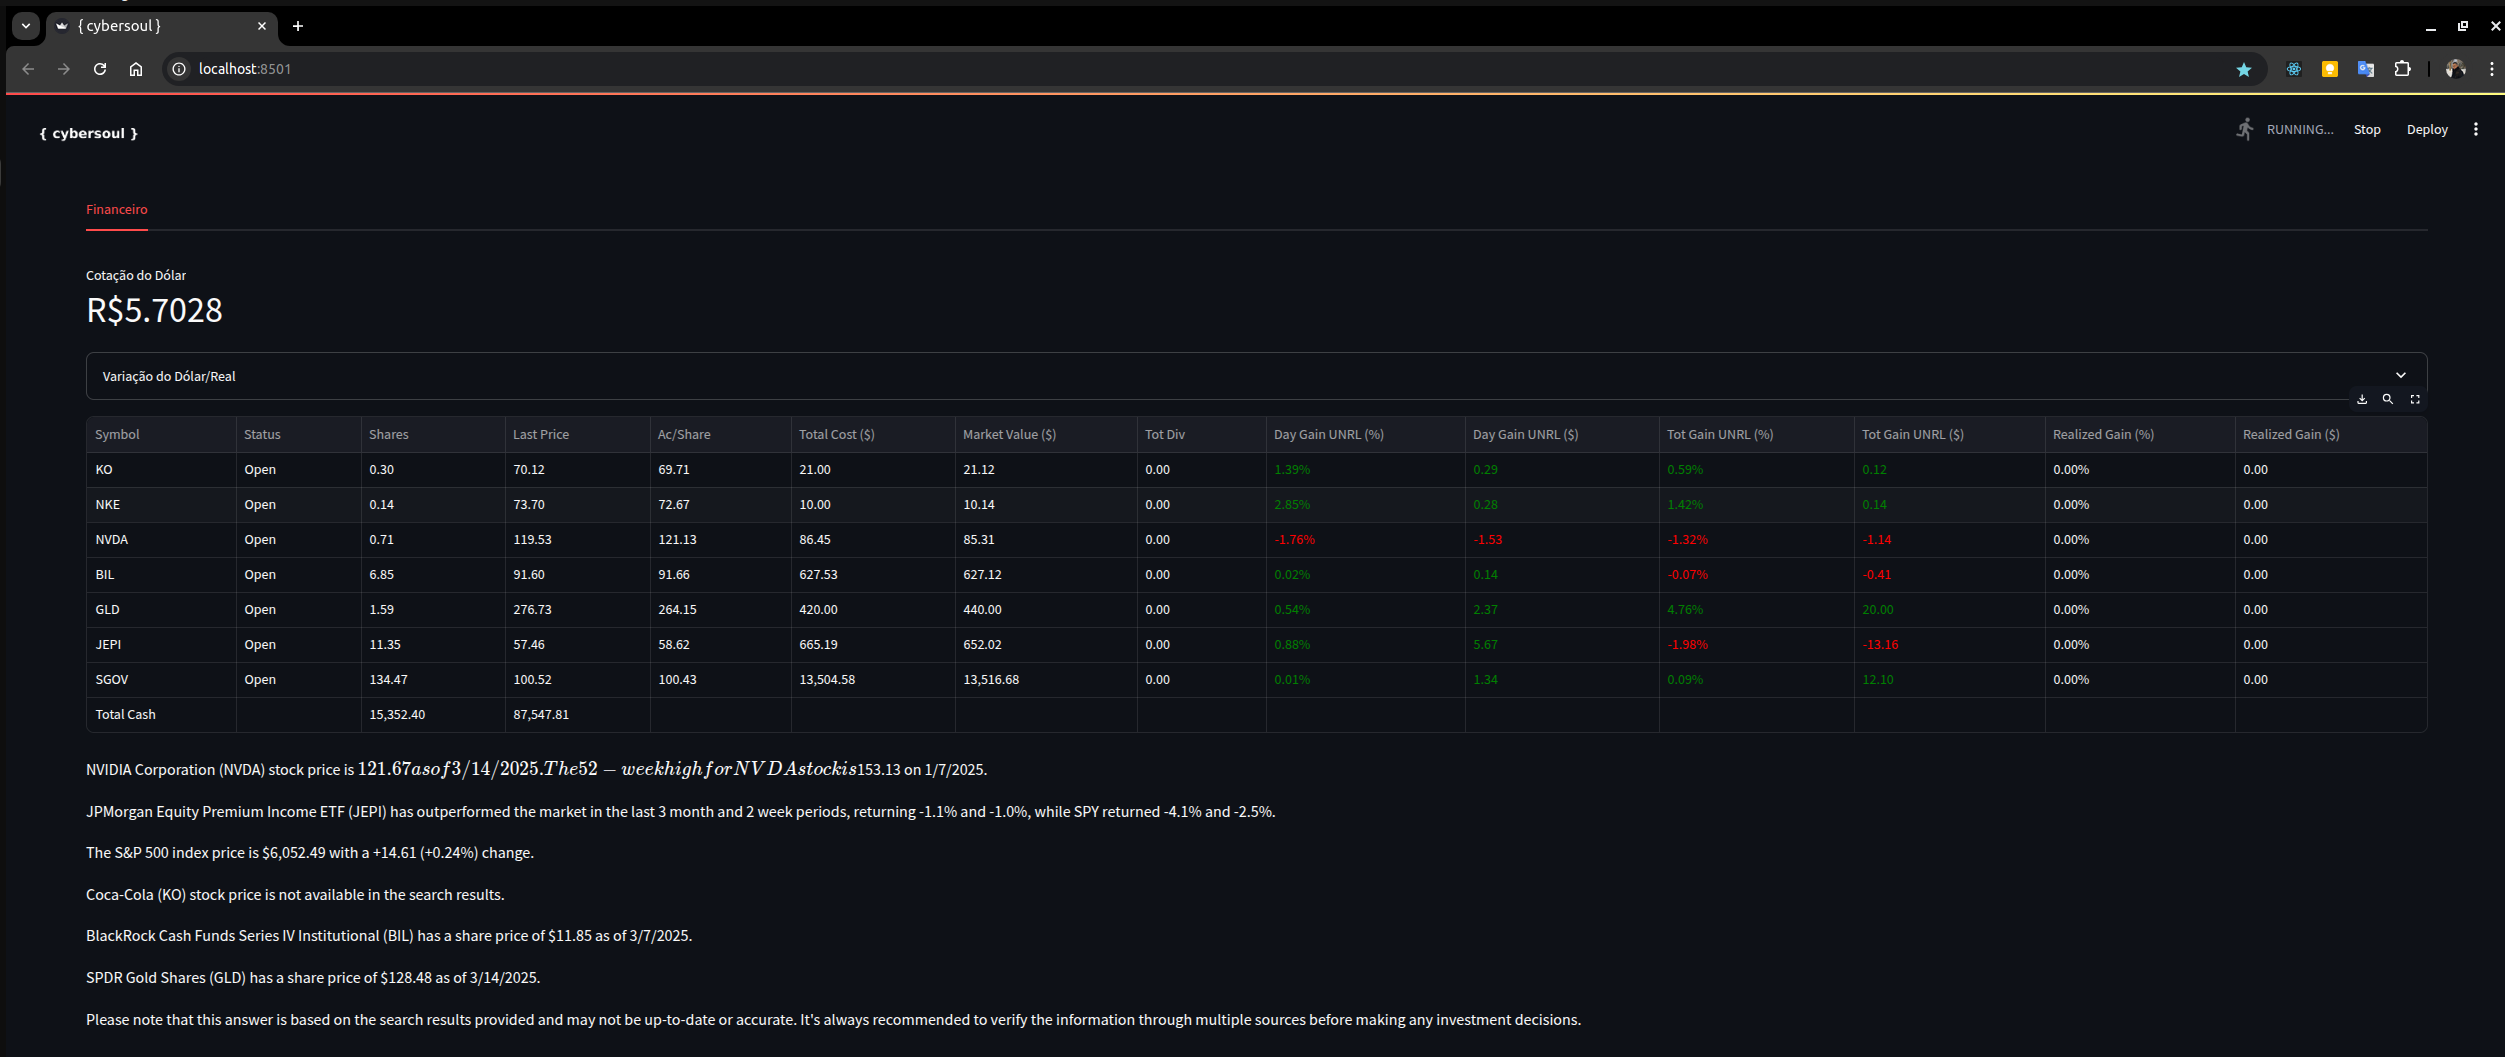 { cybersoul }
localhost:8501
{ cybersoul }
RUNNING... Stop Deploy
Financeiro
Cotação do Dólar
R$5.7028
Variação do Dólar/Real
Symbol Status Shares Last Price Ac/Share Total Cost ($) Market Value ($) Tot Div Day Gain UNRL (%) Day Gain UNRL ($) Tot Gain UNRL (%) Tot Gain UNRL ($) Realized Gain (%) Realized Gain ($)
KO Open 0.30 70.12 69.71 21.00 21.12 0.00 1.39% 0.29 0.59% 0.12 0.00% 0.00
NKE Open 0.14 73.70 72.67 10.00 10.14 0.00 2.85% 0.28 1.42% 0.14 0.00% 0.00
NVDA Open 0.71 119.53 121.13 86.45 85.31 0.00 -1.76% -1.53 -1.32% -1.14 0.00% 0.00
BIL Open 6.85 91.60 91.66 627.53 627.12 0.00 0.02% 0.14 -0.07% -0.41 0.00% 0.00
GLD Open 1.59 276.73 264.15 420.00 440.00 0.00 0.54% 2.37 4.76% 20.00 0.00% 0.00
JEPI Open 11.35 57.46 58.62 665.19 652.02 0.00 0.88% 5.67 -1.98% -13.16 0.00% 0.00
SGOV Open 134.47 100.52 100.43 13,504.58 13,516.68 0.00 0.01% 1.34 0.09% 12.10 0.00% 0.00
Total Cash 15,352.40 87,547.81
NVIDIA Corporation (NVDA) stock price is 121.67asof3/14/2025.The52−weekhighforNVDAstockis153.13 on 1/7/2025.
JPMorgan Equity Premium Income ETF (JEPI) has outperformed the market in the last 3 month and 2 week periods, returning -1.1% and -1.0%, while SPY returned -4.1% and -2.5%.
The S&P 500 index price is $6,052.49 with a +14.61 (+0.24%) change.
Coca-Cola (KO) stock price is not available in the search results.
BlackRock Cash Funds Series IV Institutional (BIL) has a share price of $11.85 as of 3/7/2025.
SPDR Gold Shares (GLD) has a share price of $128.48 as of 3/14/2025.
Please note that this answer is based on the search results provided and may not be up-to-date or accurate. It's always recommended to verify the information through multiple sources before making any investment decisions.